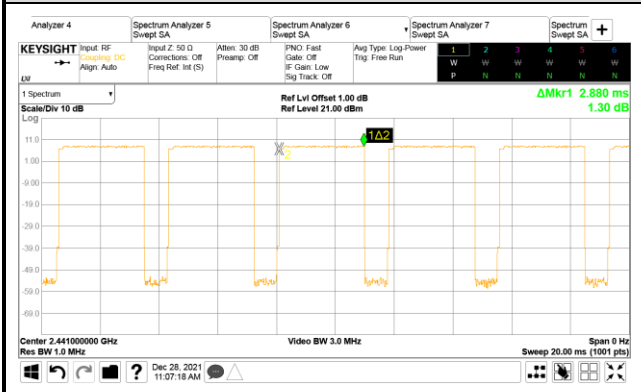 Analyzer 4
Spectrum Analyzer 5
Swept SA
Spectrum Analyzer 6
Swept SA
Spectrum Analyzer 7
Swept SA
Spectrum
Swept SA
+
KEYSIGHT
Input: RF
Coupling: DC
Align: Auto
Input Z: 50 Ω
Corrections: Off
Freq Ref: Int (S)
Atten: 30 dB
Preamp: Off
PNO: Fast
Gate: Off
IF Gain: Low
Sig Track: Off
Avg Type: Log-Power
Trig: Free Run
1 2 3 4 5 6
W W W W W W
P N N N N N
LXI
1 Spectrum
Scale/Div 10 dB
Log
Ref Lvl Offset 1.00 dB
Ref Level 21.00 dBm
ΔMkr1 2.880 ms
1.30 dB
11.0
1.00
-9.00
-19.0
-29.0
-39.0
-49.0
-59.0
-69.0
1Δ2
X2
Center 2.441000000 GHz
Res BW 1.0 MHz
Video BW 3.0 MHz
Span 0 Hz
Sweep 20.00 ms (1001 pts)
?
Dec 28, 2021
11:07:18 AM